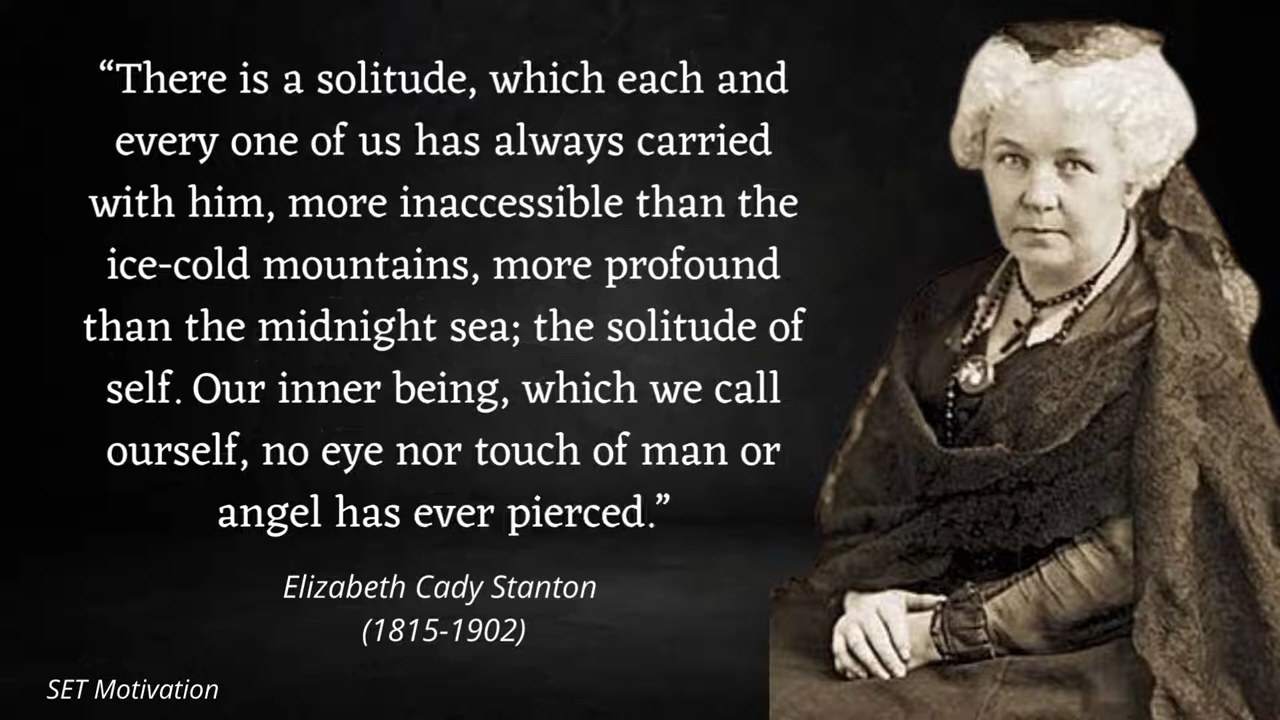 “There is a solitude, which each and
every one of us has always carried
with him, more inaccessible than the
ice-cold mountains, more profound
than the midnight sea; the solitude of
self. Our inner being, which we call
ourself, no eye nor touch of man or
angel has ever pierced.”
Elizabeth Cady Stanton
(1815-1902)
SET Motivation